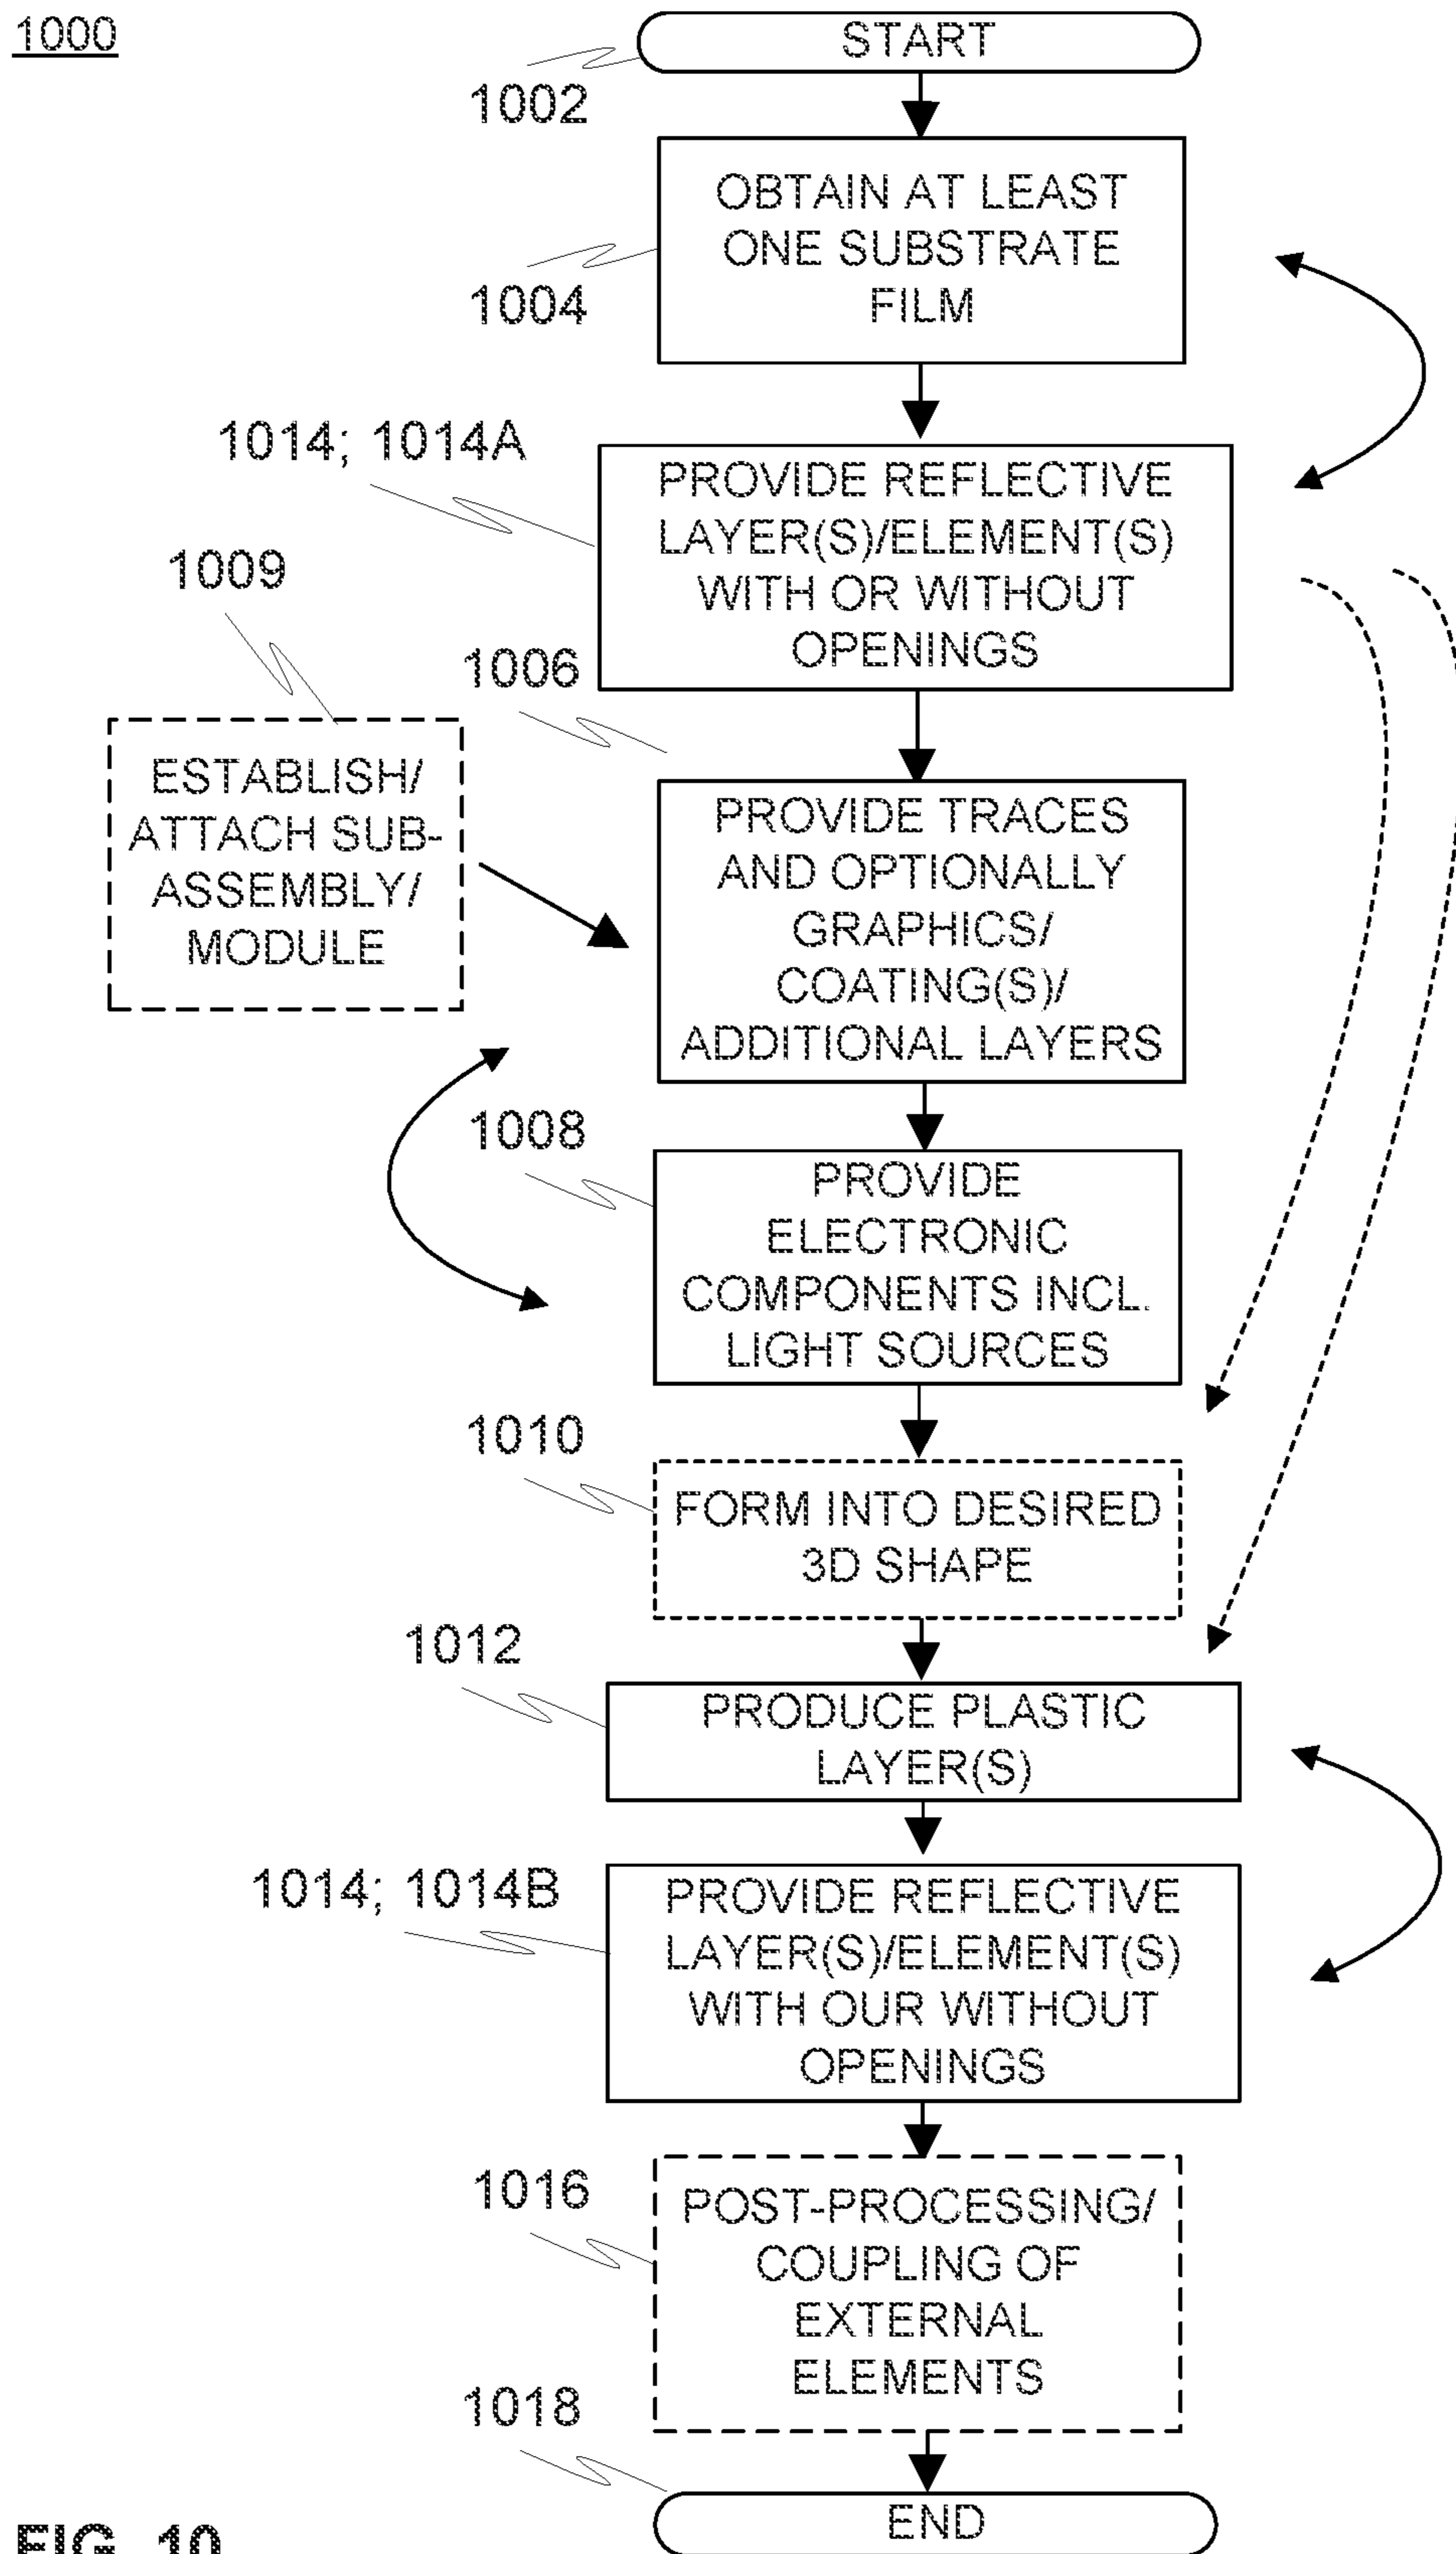 1000
START
1002
OBTAIN AT LEAST
ONE SUBSTRATE
FILM
1004
1014; 1014A
PROVIDE REFLECTIVE
LAYER(S)/ELEMENT(S)
WITH OR WITHOUT
OPENINGS
1009
1006
ESTABLISH/
ATTACH SUB-
ASSEMBLY/
MODULE
PROVIDE TRACES
AND OPTIONALLY
GRAPHICS/
COATING(S)/
ADDITIONAL LAYERS
1008
PROVIDE
ELECTRONIC
COMPONENTS INCL.
LIGHT SOURCES
1010
FORM INTO DESIRED
3D SHAPE
1012
PRODUCE PLASTIC
LAYER(S)
1014; 1014B
PROVIDE REFLECTIVE
LAYER(S)/ELEMENT(S)
WITH OUR WITHOUT
OPENINGS
1016
POST-PROCESSING/
COUPLING OF
EXTERNAL
ELEMENTS
1018
END
FIG. 10